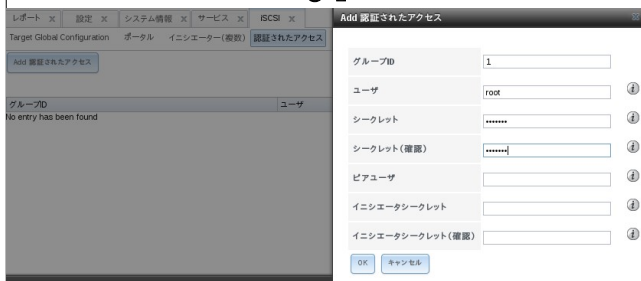 レポート x 設定 x システム情報 x サービス x iSCSI x
Target Global Configuration ポータル イニシエーター(複数) 認証されたアクセス
Add 認証されたアクセス
グループID ユーザ
No entry has been found
Add 認証されたアクセス
グループID 1
ユーザ root
シークレット •••••••
シークレット(確認) •••••••
ピアユーザ
イニシエータシークレット
イニシエータシークレット(確認)
OK キャンセル